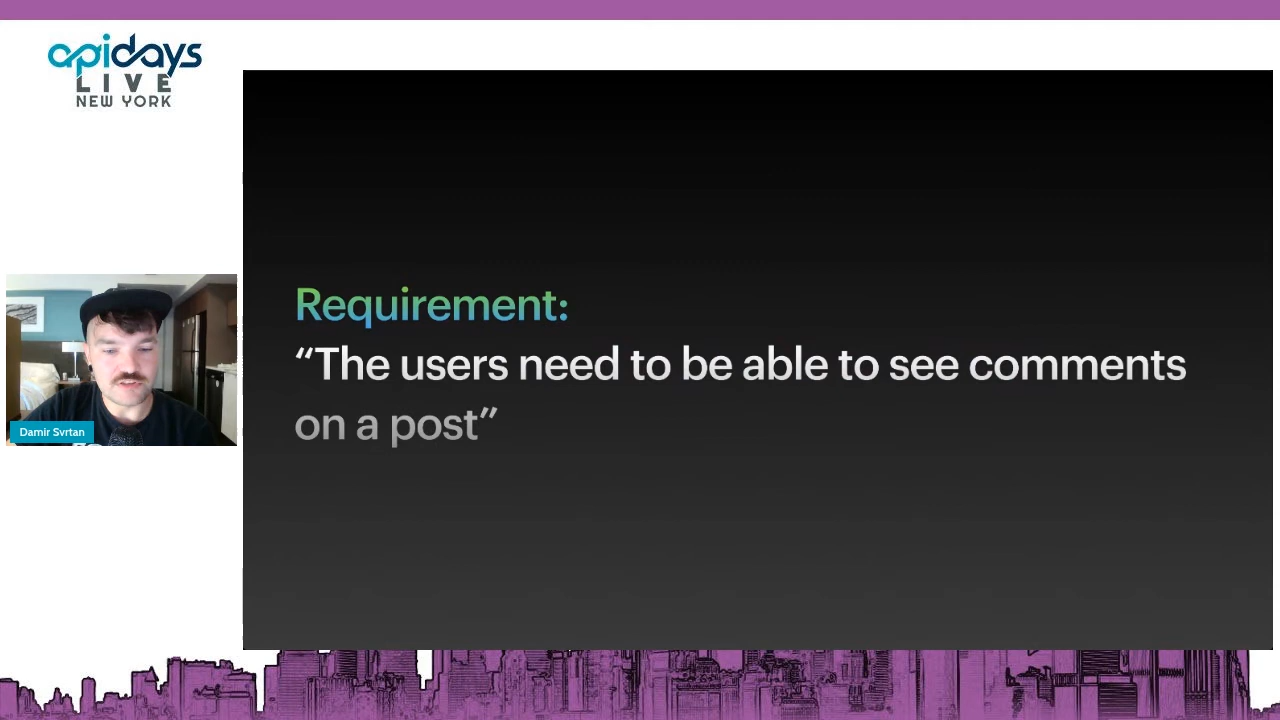 apidays
LIVE
NEW YORK
Requirement:
“The users need to be able to see comments
on a post”
Damir Svrtan